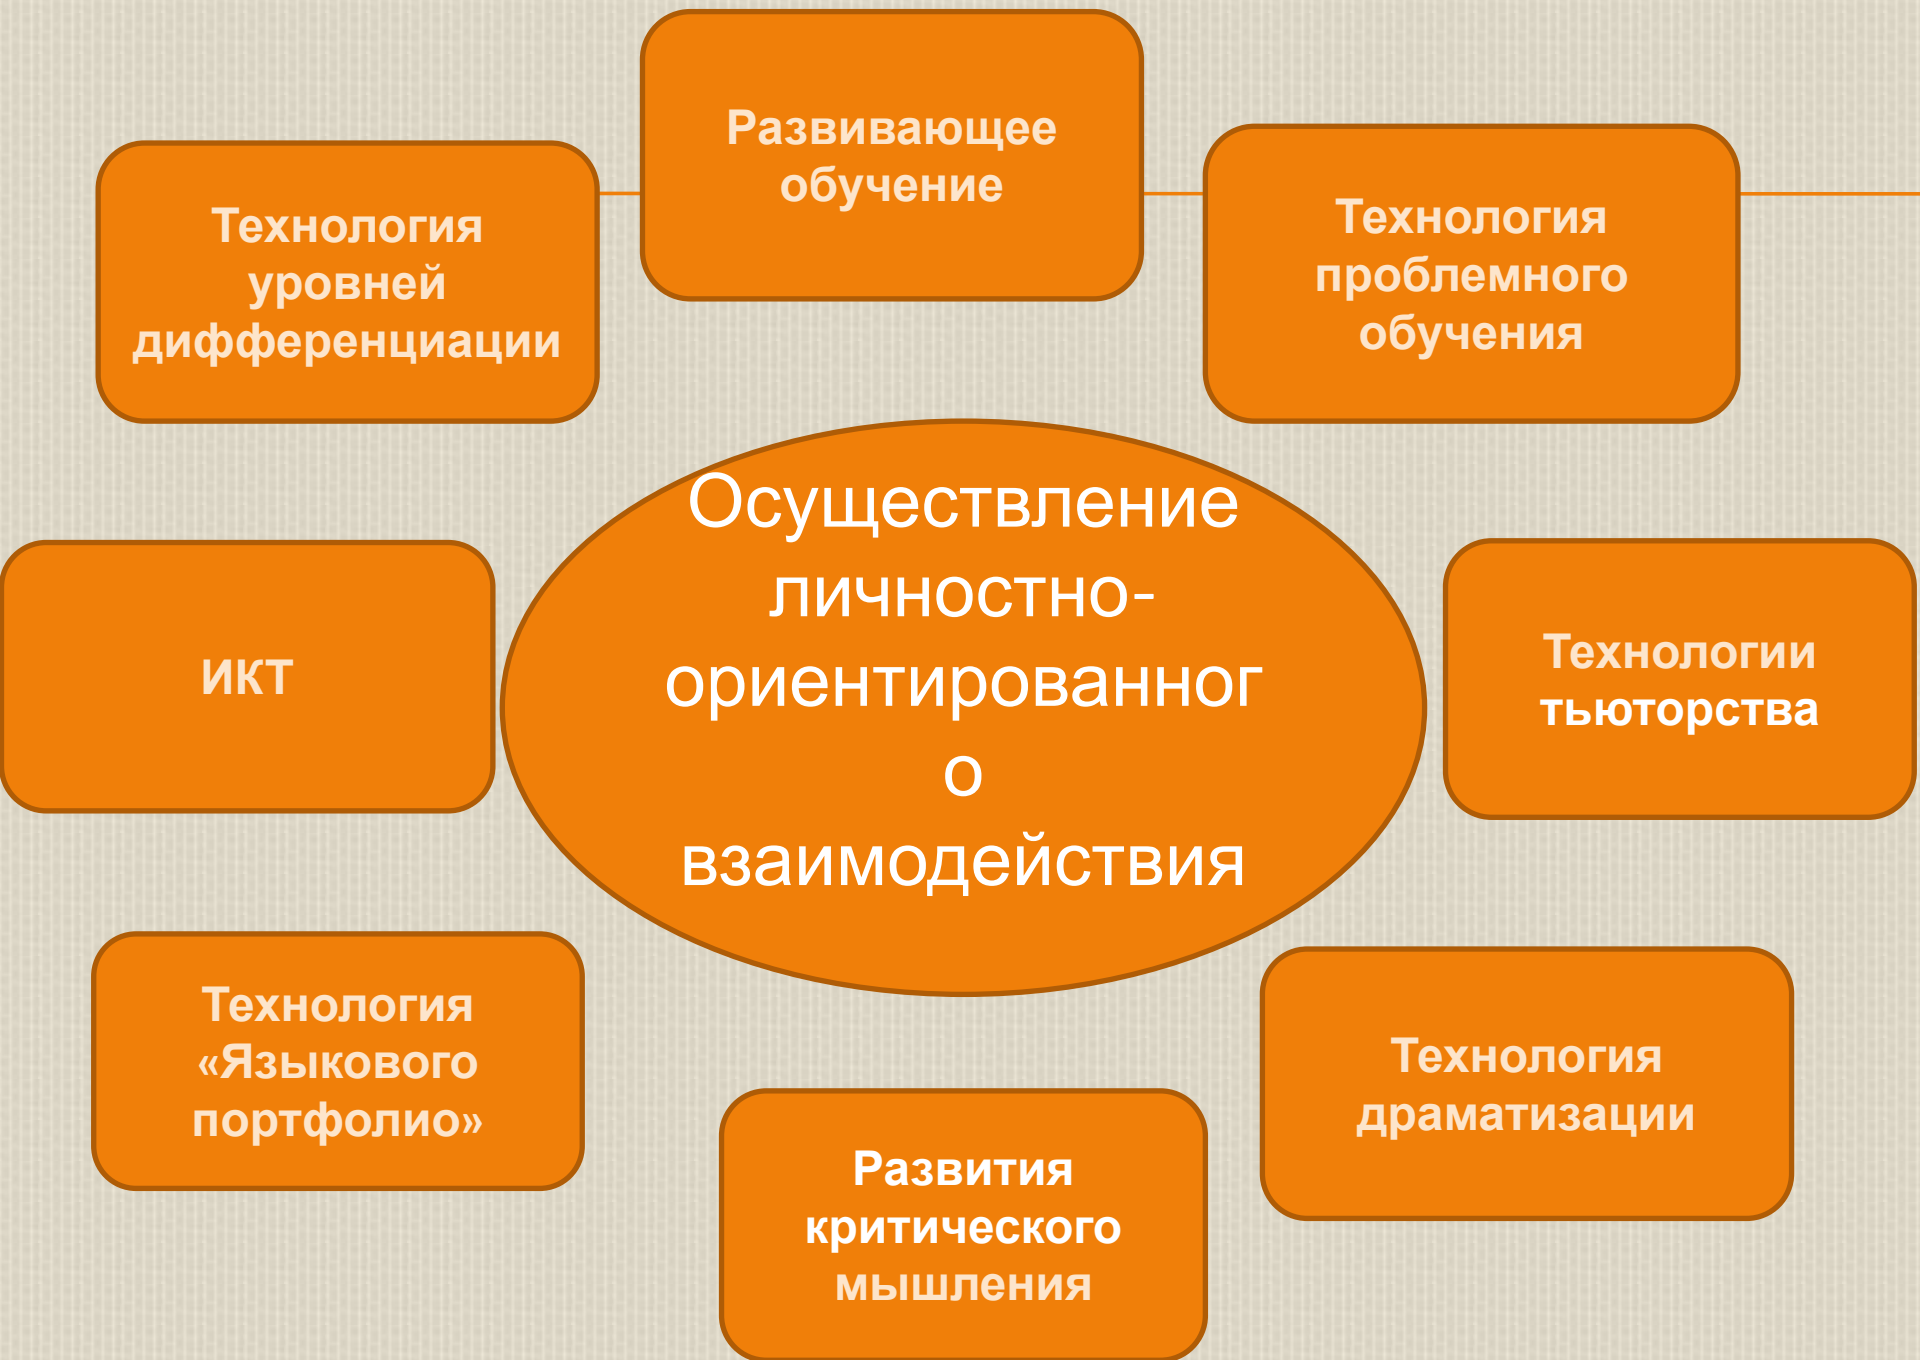 Развивающее
обучение
Технология
уровней
дифференциации
Технология
проблемного
обучения
Осуществление
личностно-
ориентированног
о
взаимодействия
ИКТ
Технологии
тьюторства
Технология
«Языкового
портфолио»
Технология
драматизации
Развития
критического
мышления